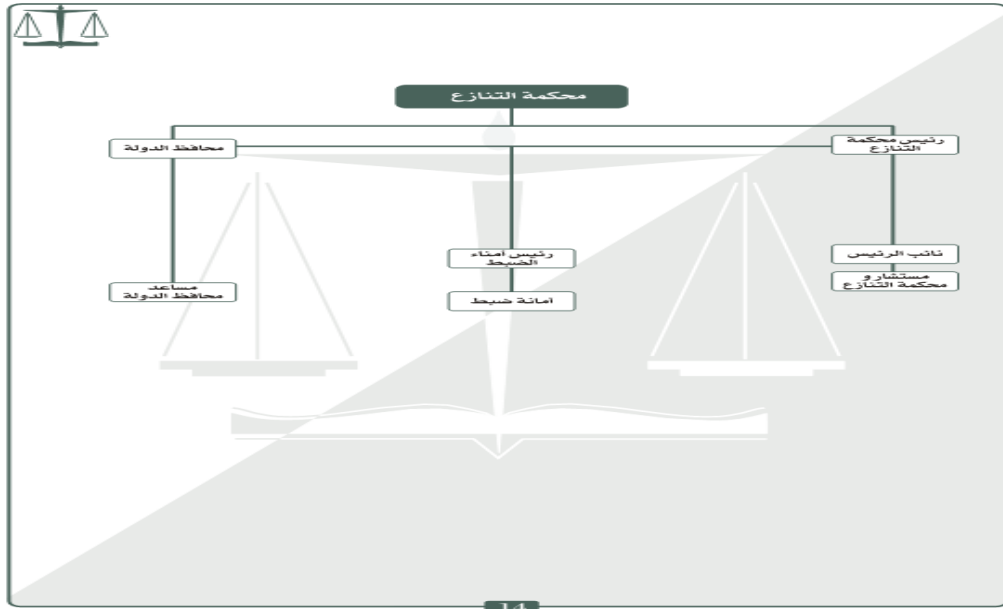 محكمة التنازع
رئيس محكمة
التنازع
محافظ الدولة
نائب الرئيس
مستشارو
محكمة التنازع
رئيس أمناء
الضبط
أمانة ضبط
مساعد
محافظ الدولة
14